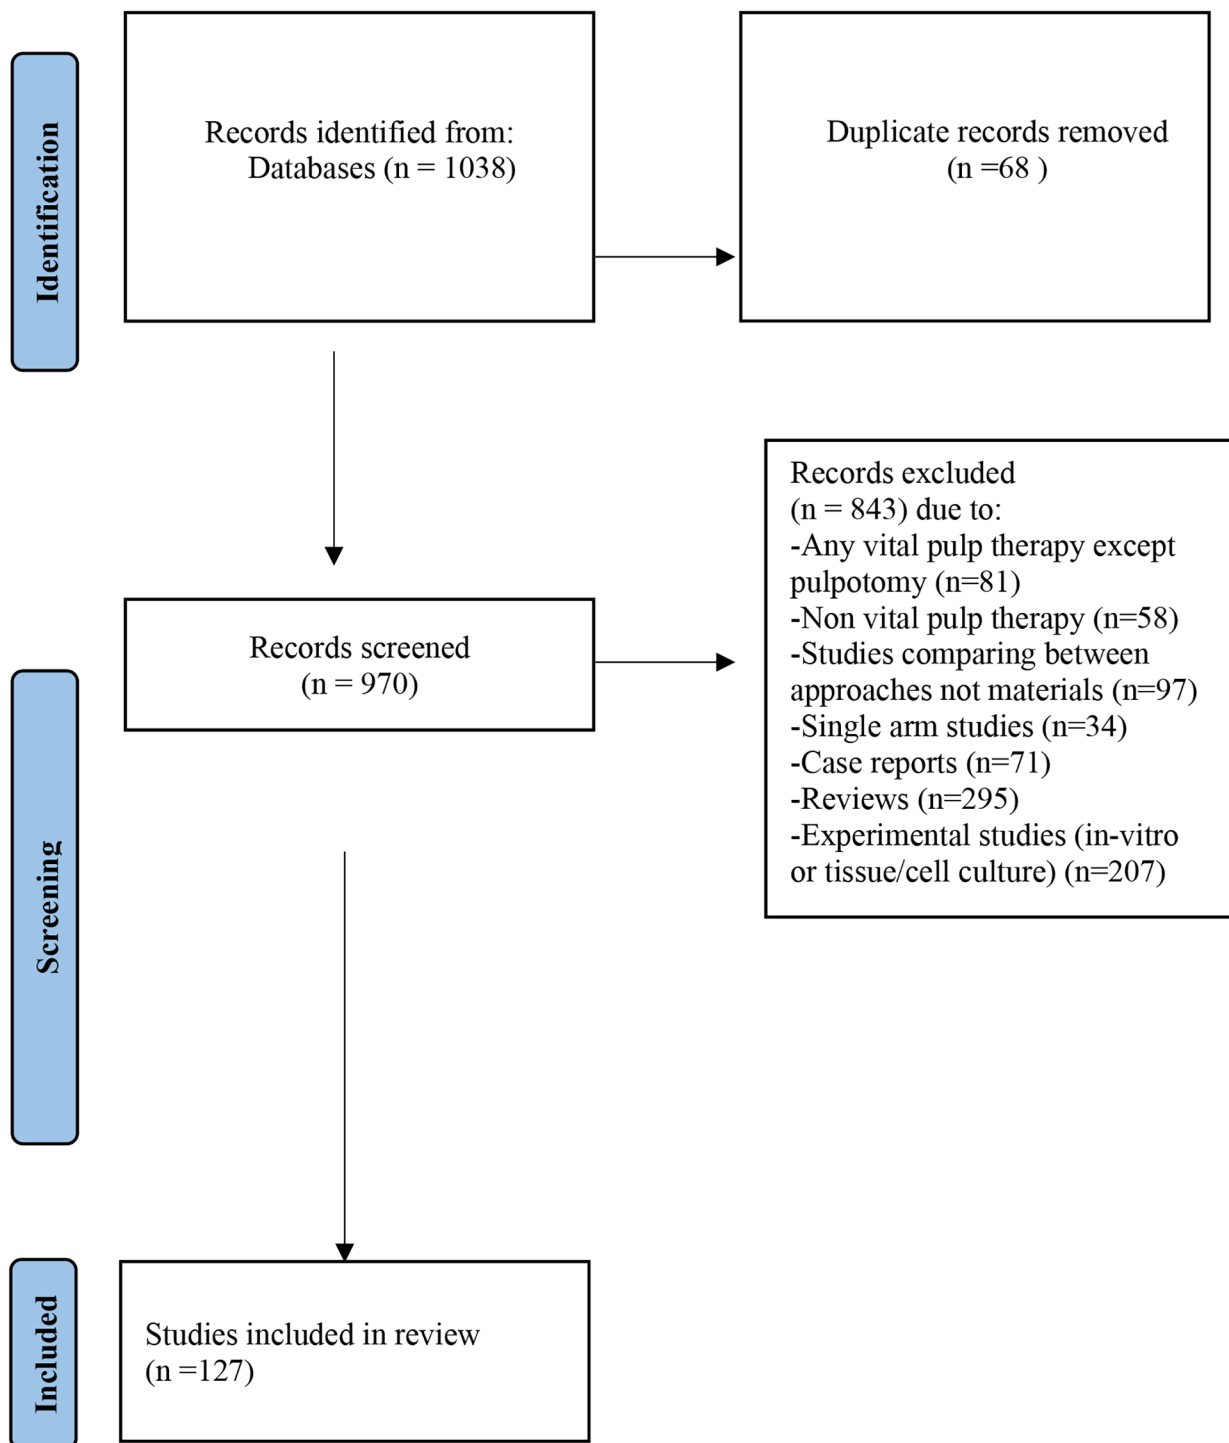 Identification
Records identified from:
Databases (n = 1038)
Duplicate records removed
(n =68 )
Screening
Records screened
(n = 970)
Records excluded
(n = 843) due to:
-Any vital pulp therapy except
pulpotomy (n=81)
-Non vital pulp therapy (n=58)
-Studies comparing between
approaches not materials (n=97)
-Single arm studies (n=34)
-Case reports (n=71)
-Reviews (n=295)
-Experimental studies (in-vitro
or tissue/cell culture) (n=207)
Included
Studies included in review
(n =127)